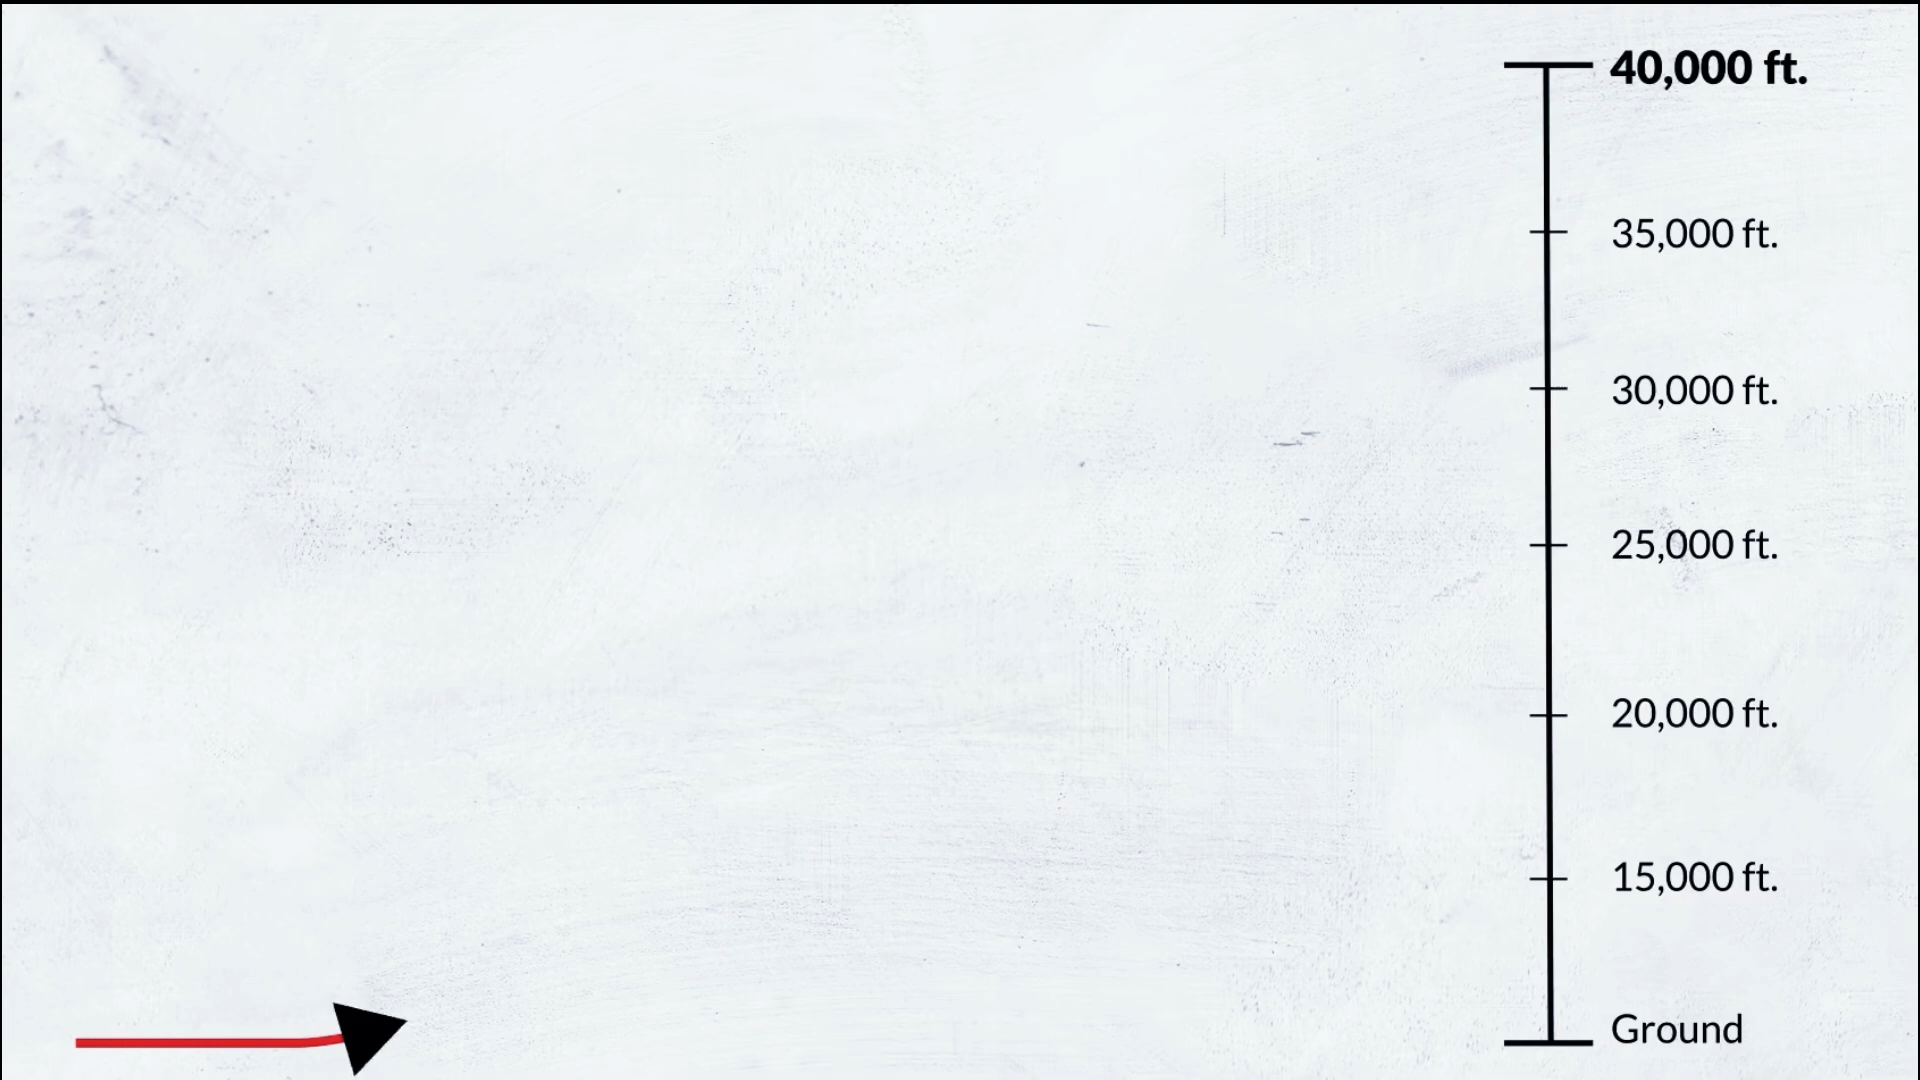 40,000 ft.
35,000 ft.
30,000 ft.
25,000 ft.
20,000 ft.
15,000 ft.
Ground